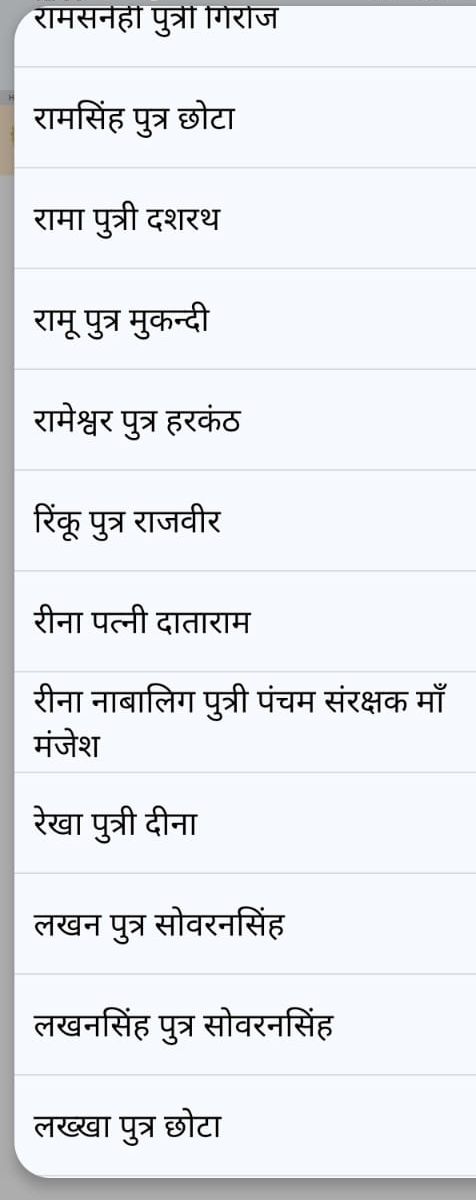 रामसनेही पुत्री गिरोज
रामसिंह पुत्र छोटा
रामा पुत्री दशरथ
रामू पुत्र मुकन्दी
रामेश्वर पुत्र हरकंठ
रिंकू पुत्र राजवीर
रीना पत्नी दाताराम
रीना नाबालिग पुत्री पंचम संरक्षक माँ
मंजेश
रेखा पुत्री दीना
लखन पुत्र सोवरनसिंह
लखनसिंह पुत्र सोवरनसिंह
लख्खा पुत्र छोटा